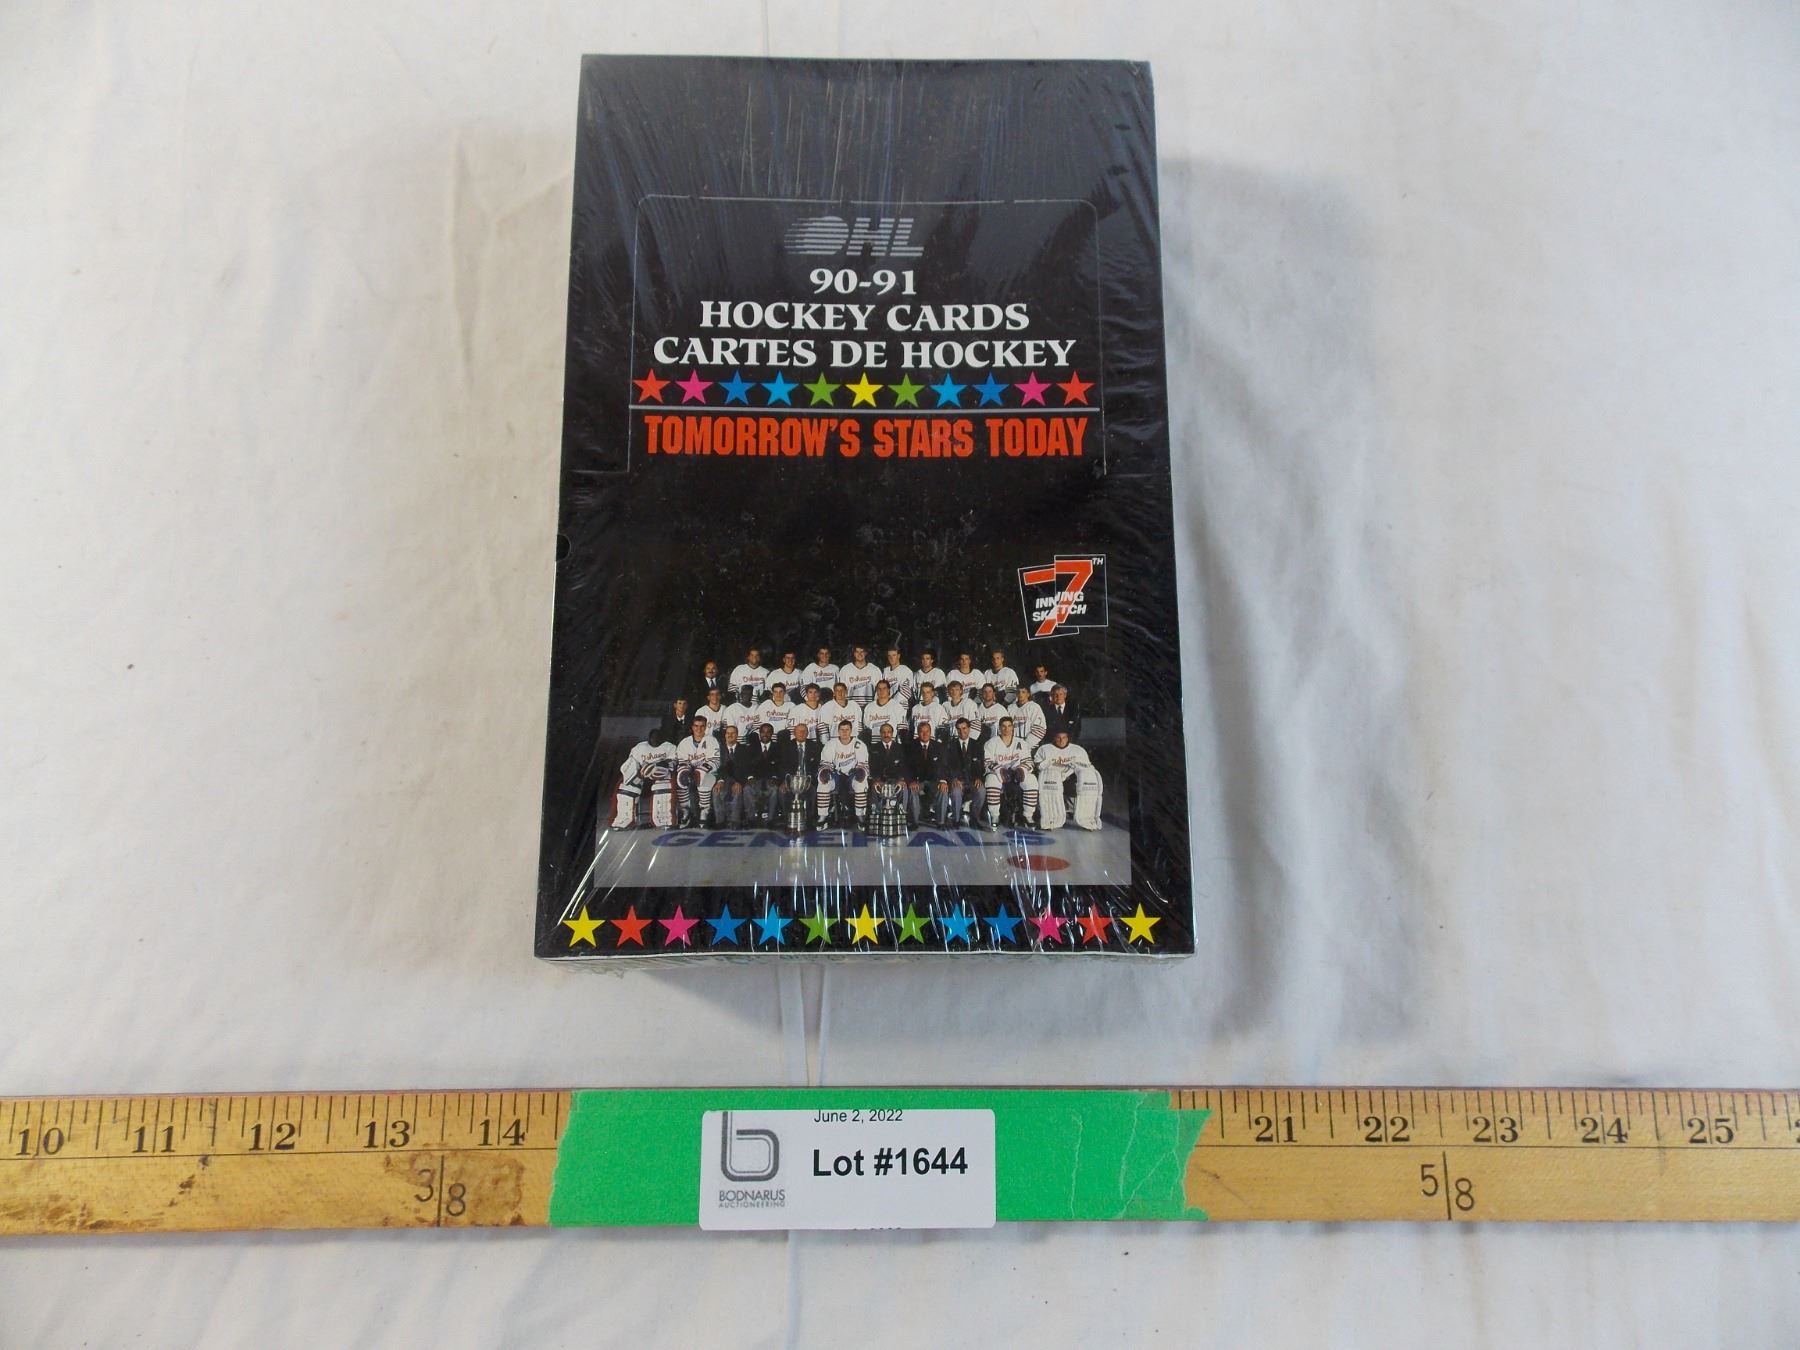 OHL
90-91
HOCKEY CARDS
CARTES DE HOCKEY
TOMORROW'S STARS TODAY
7TH
INNING
SKETCH
GENERALS
10 11 12 13 14 21 22 23 24 25
3/8 5/8
June 2, 2022
Lot #1644
BODNARUS
AUCTIONEERING